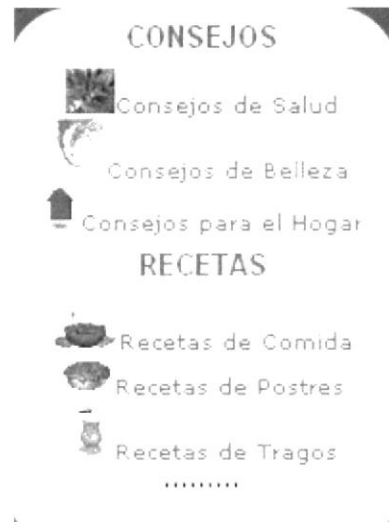 CONSEJOS
Consejos de Salud
Consejos de Belleza
Consejos para el Hogar
RECETAS
Recetas de Comida
Recetas de Postres
Recetas de Tragos
.........